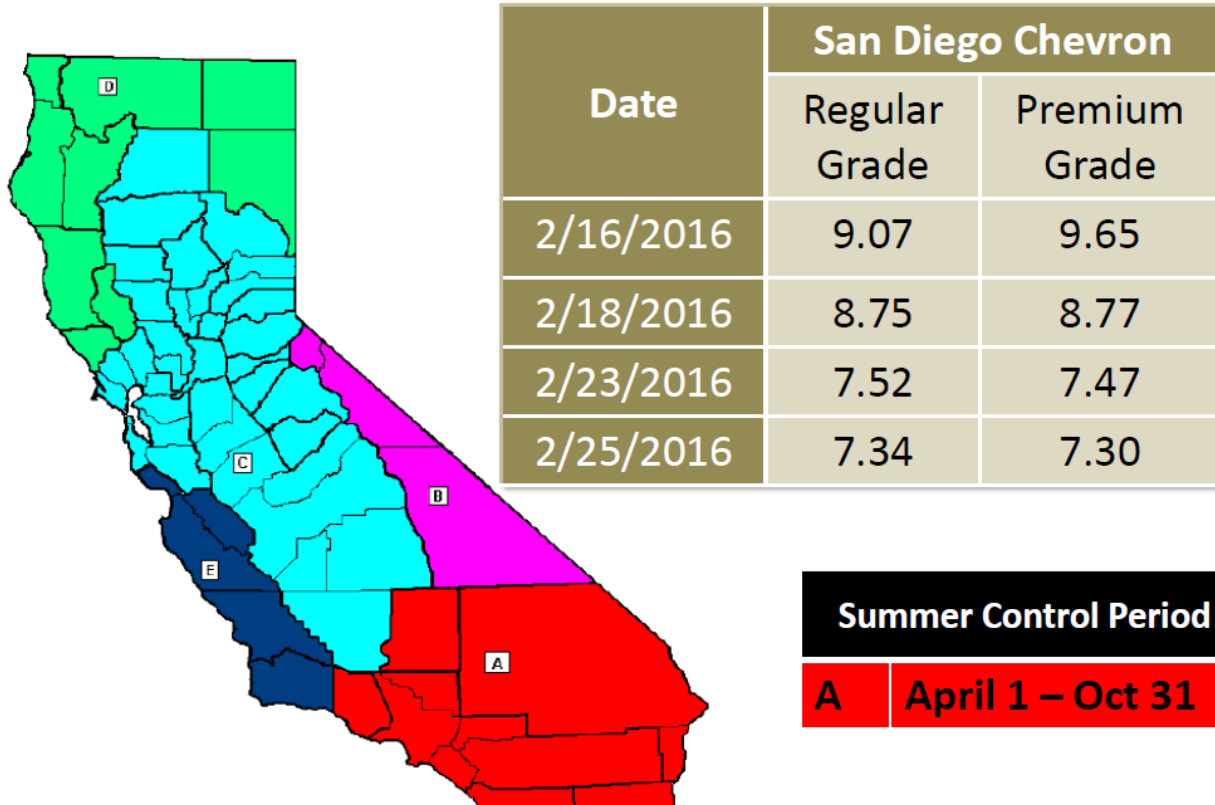 San Diego Chevron
Date
Regular Grade
Premium Grade
2/16/2016 9.07 9.65
2/18/2016 8.75 8.77
2/23/2016 7.52 7.47
2/25/2016 7.34 7.30
D
C
B
E
A
Summer Control Period
A April 1 – Oct 31